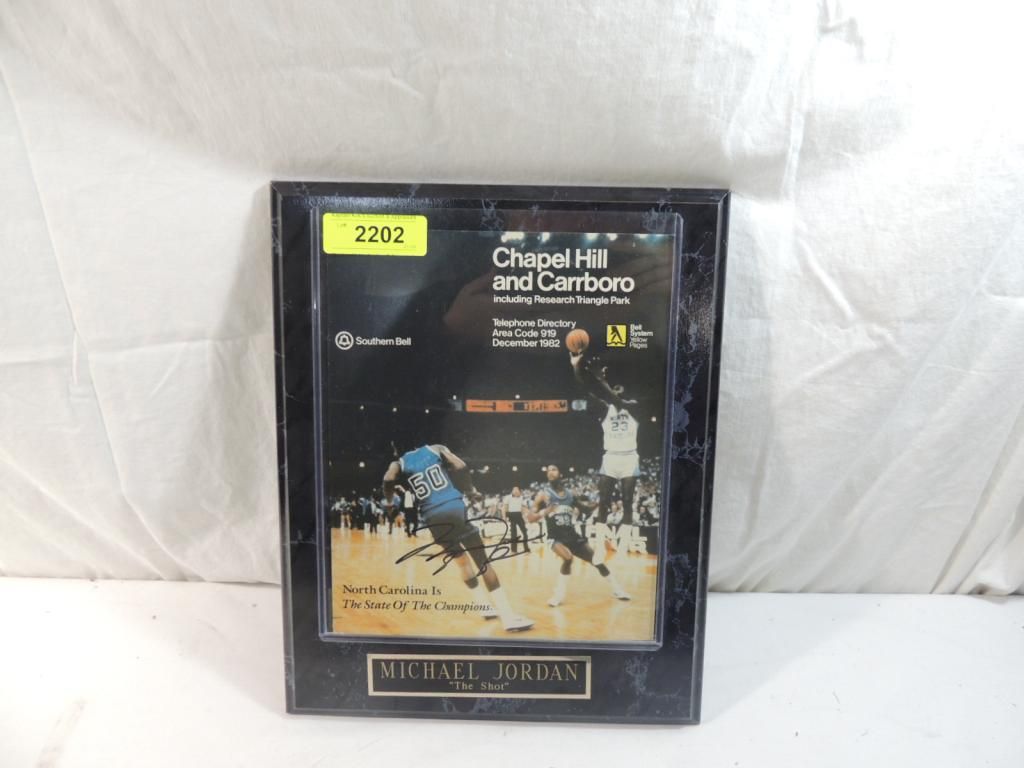 Lot#
2202
Chapel Hill
and Carrboro
including Research Triangle Park
Telephone Directory
Area Code 919
December 1982
Southern Bell
Bell
System
Yellow
Pages
23
50
North Carolina Is
The State Of The Champions.
MICHAEL JORDAN
"The Shot"